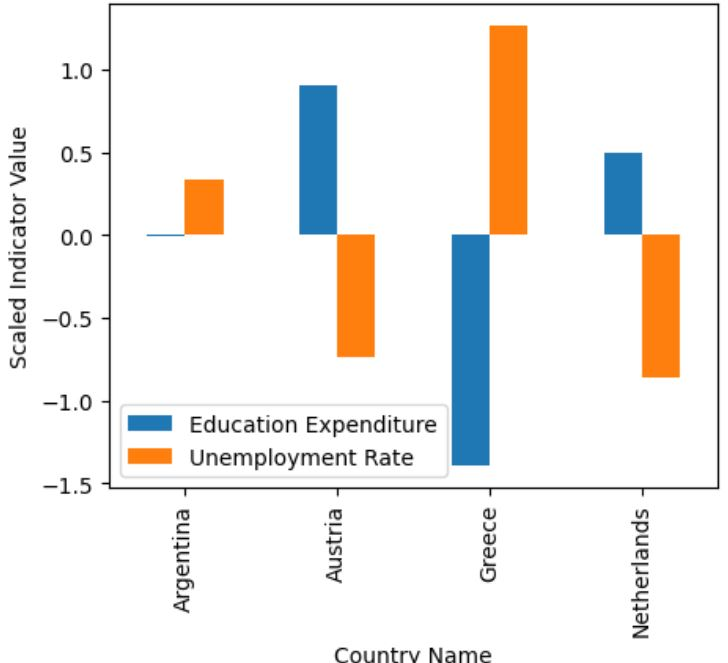 Scaled Indicator Value
1.0
0.5
0.0
−0.5
−1.0
−1.5
Education Expenditure
Unemployment Rate
Argentina
Austria
Greece
Netherlands
Country Name